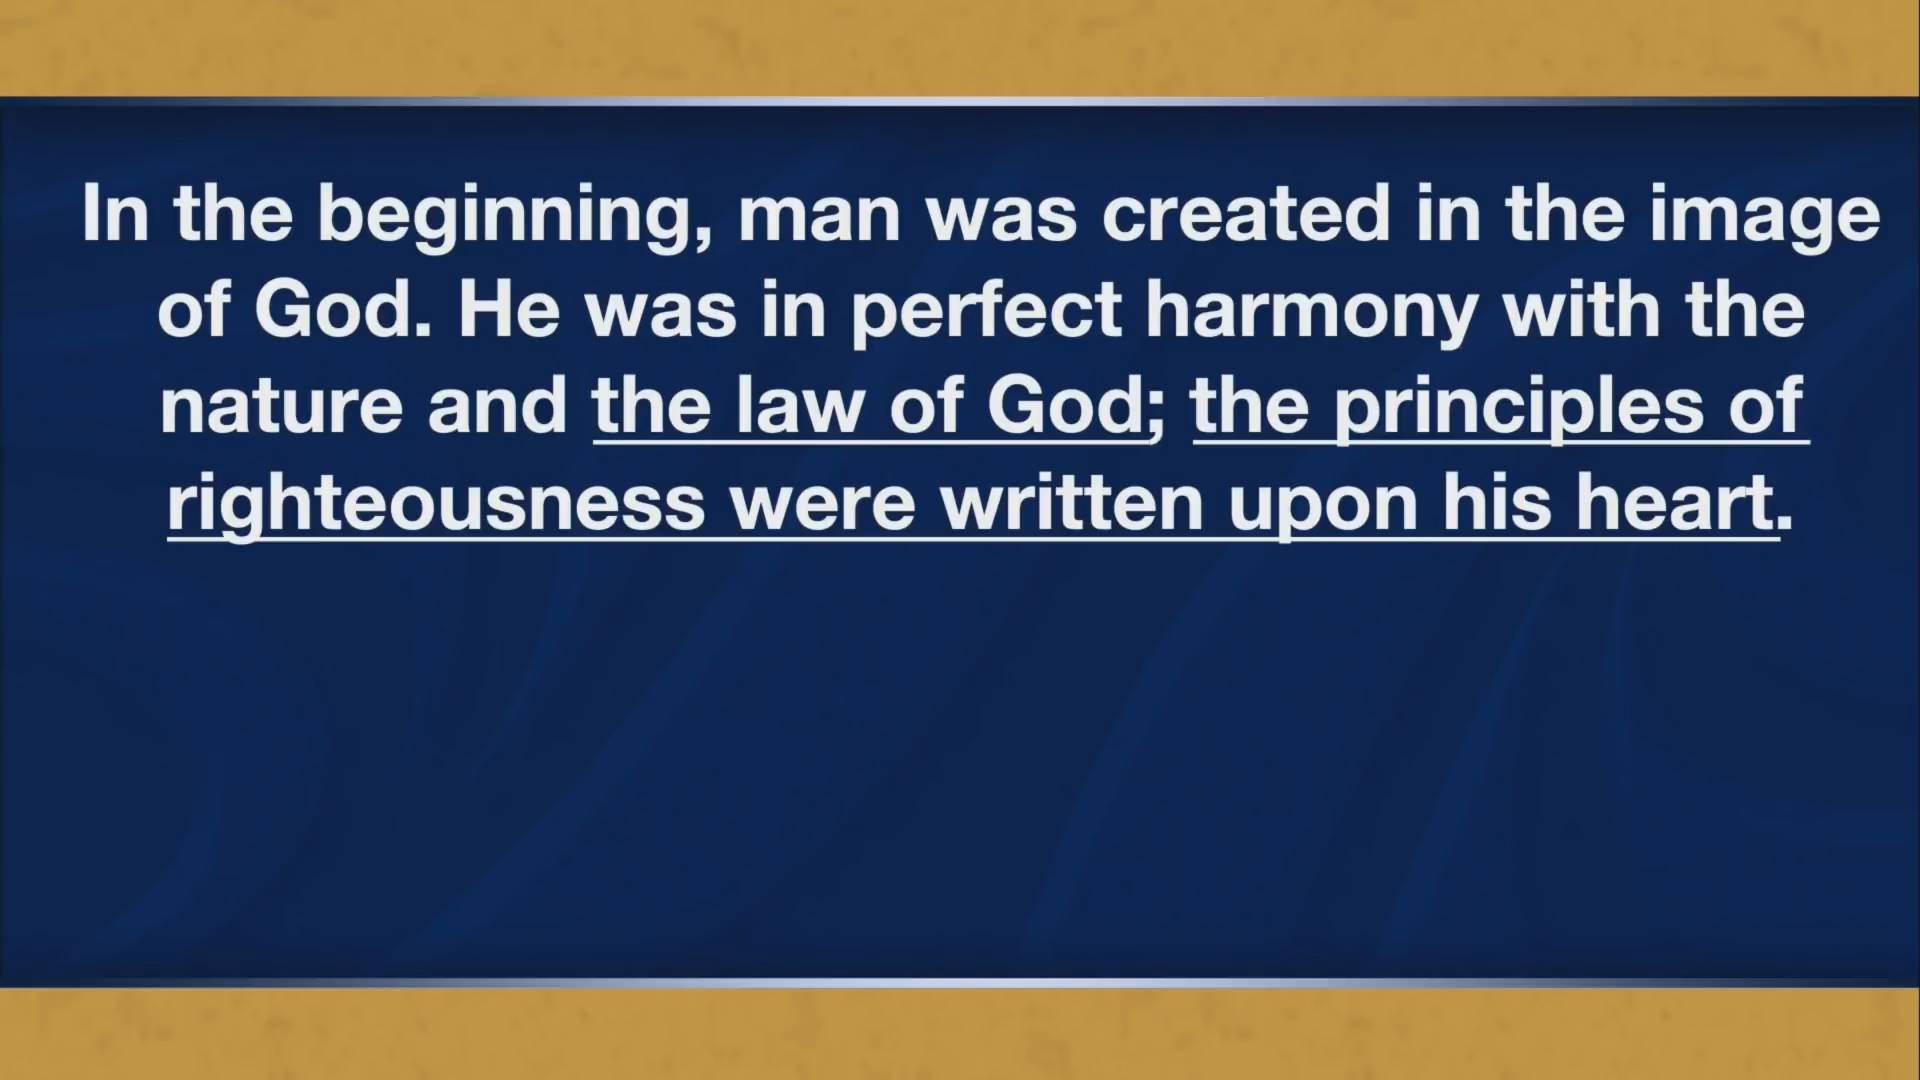 In the beginning, man was created in the image
of God. He was in perfect harmony with the
nature and the law of God; the principles of
righteousness were written upon his heart.